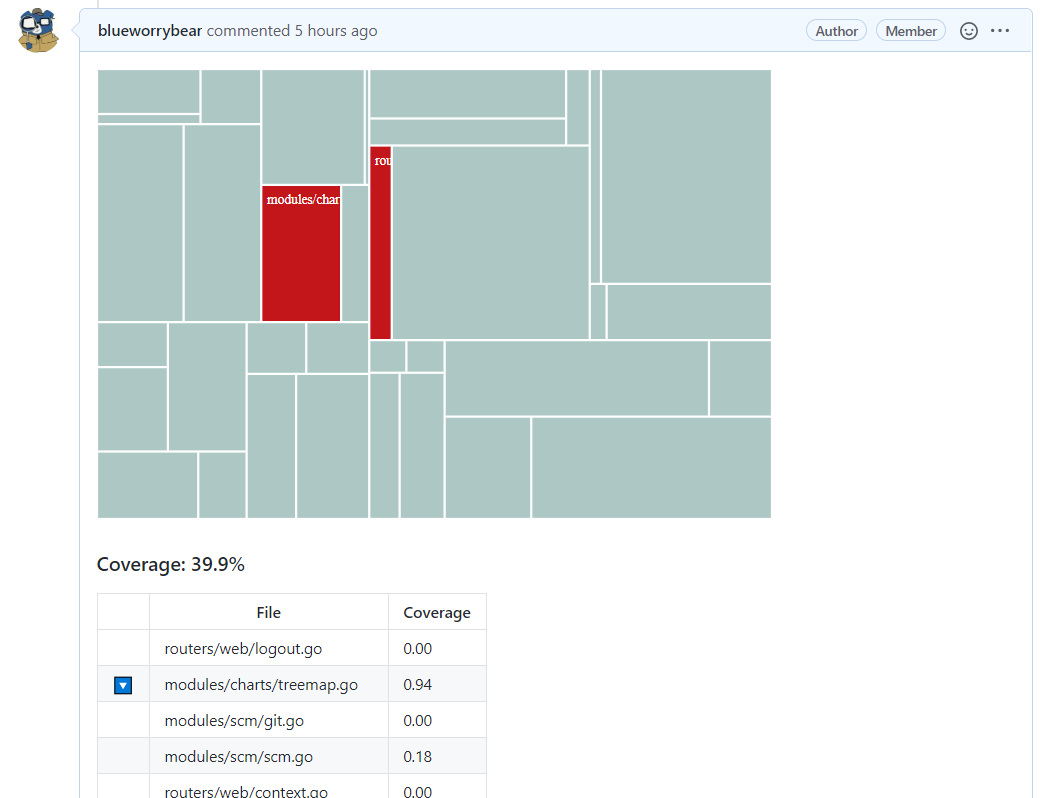 blueworrybear commented 5 hours ago
Author
Member
rou
modules/char
Coverage: 39.9%
File Coverage
routers/web/logout.go 0.00
modules/charts/treemap.go 0.94
modules/scm/git.go 0.00
modules/scm/scm.go 0.18
routers/web/context.go 0.00